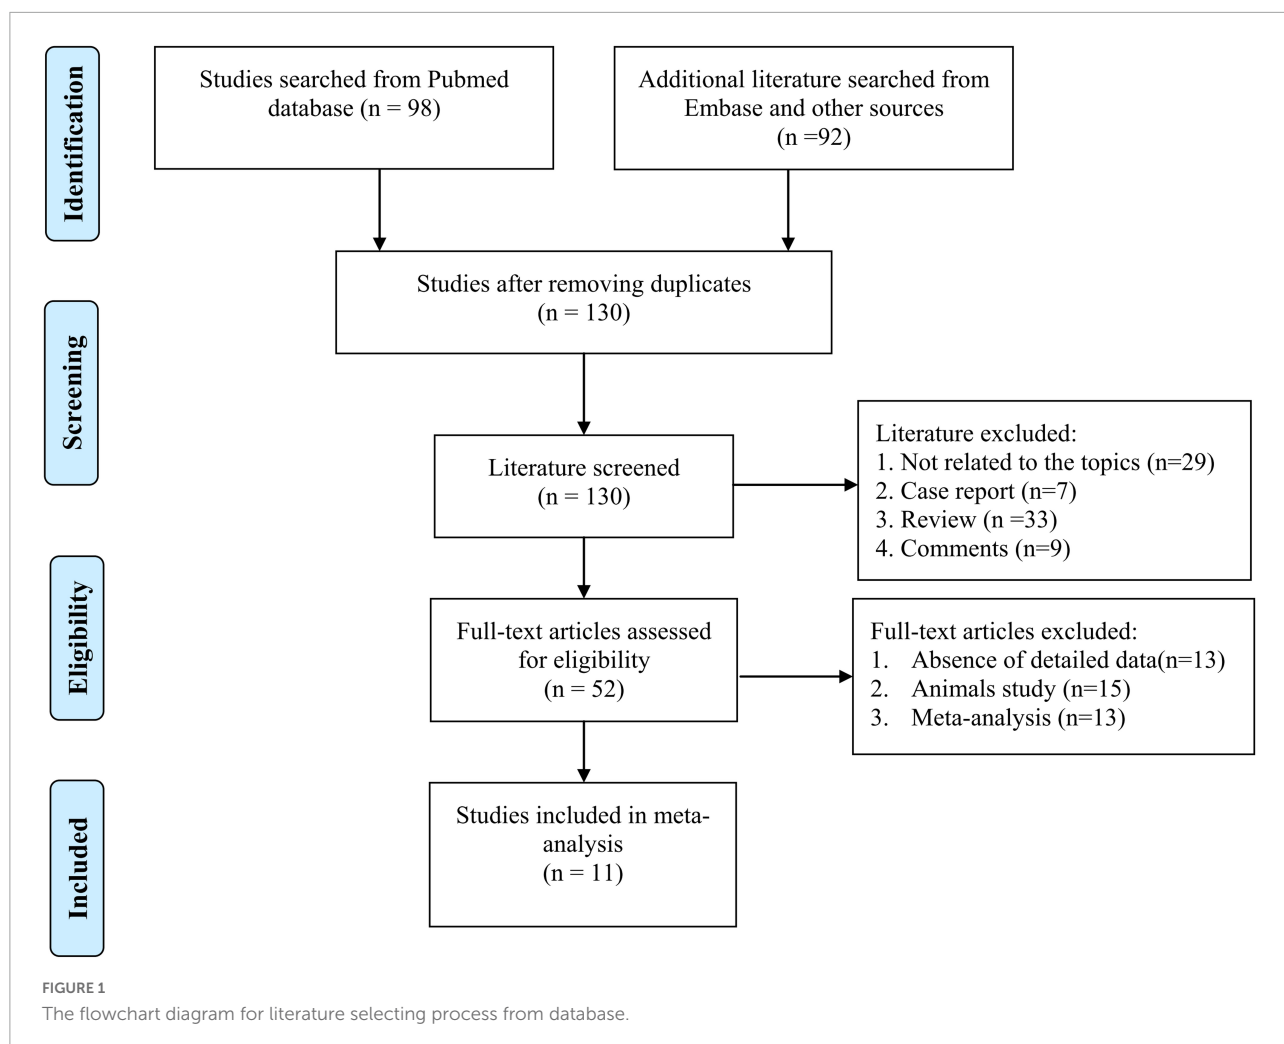 Identification
Studies searched from Pubmed
database (n = 98)
Additional literature searched from
Embase and other sources
(n =92)
Studies after removing duplicates
(n = 130)
Screening
Literature screened
(n = 130)
Literature excluded:
1. Not related to the topics (n=29)
2. Case report (n=7)
3. Review (n =33)
4. Comments (n=9)
Eligibility
Full-text articles assessed
for eligibility
(n = 52)
Full-text articles excluded:
1. Absence of detailed data(n=13)
2. Animals study (n=15)
3. Meta-analysis (n=13)
Included
Studies included in meta-
analysis
(n = 11)
FIGURE 1
The flowchart diagram for literature selecting process from database.